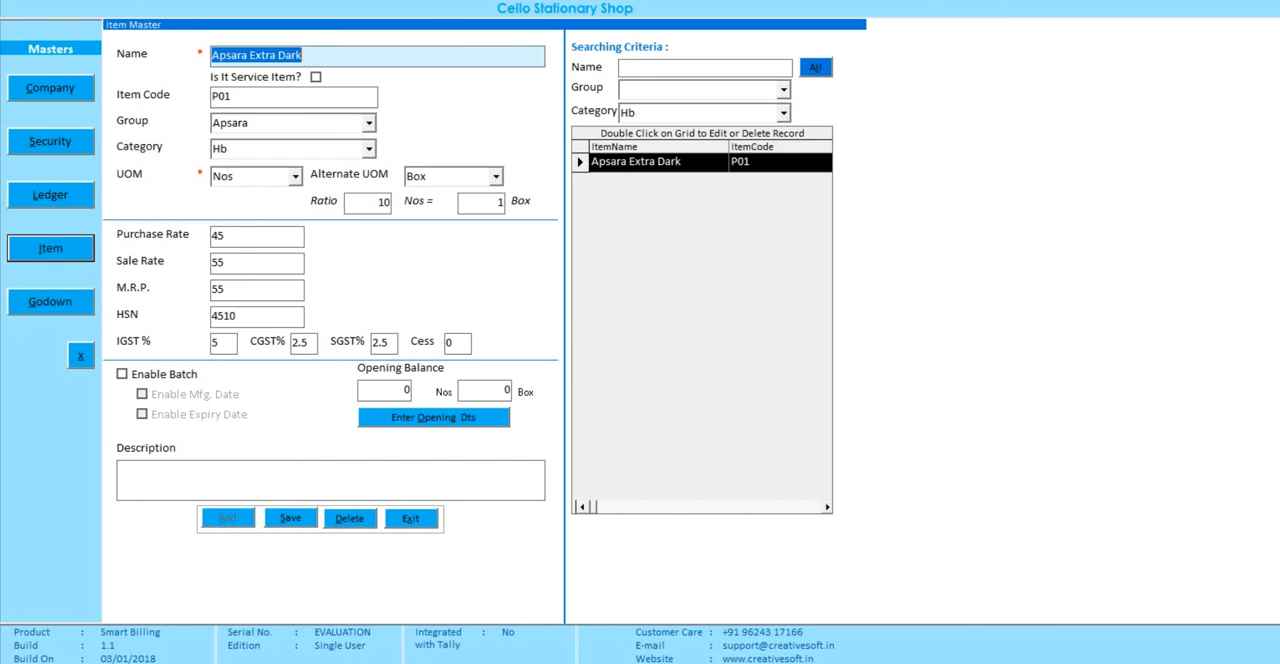 Cello Stationary Shop
Item Master
Masters
Company
Security
Ledger
Item
Godown
x
Name * Apsara Extra Dark
Is It Service Item?
Item Code P01
Group Apsara
Category Hb
UOM * Nos Alternate UOM Box
Ratio 10 Nos = 1 Box
Purchase Rate 45
Sale Rate 55
M.R.P. 55
HSN 4510
IGST % 5 CGST% 2.5 SGST% 2.5 Cess 0
Enable Batch
Enable Mfg. Date
Enable Expiry Date
Opening Balance
0 Nos 0 Box
Enter Opening Dts
Description
Add Save Delete Exit
Searching Criteria :
Name All
Group
Category Hb
Double Click on Grid to Edit or Delete Record
ItemName ItemCode
Apsara Extra Dark P01
Product : Smart Billing
Build : 1.1
Build On : 03/01/2018
Serial No. : EVALUATION
Edition : Single User
Integrated : No
with Tally
Customer Care : +91 96243 17166
E-mail : support@creativesoft.in
Website : www.creativesoft.in